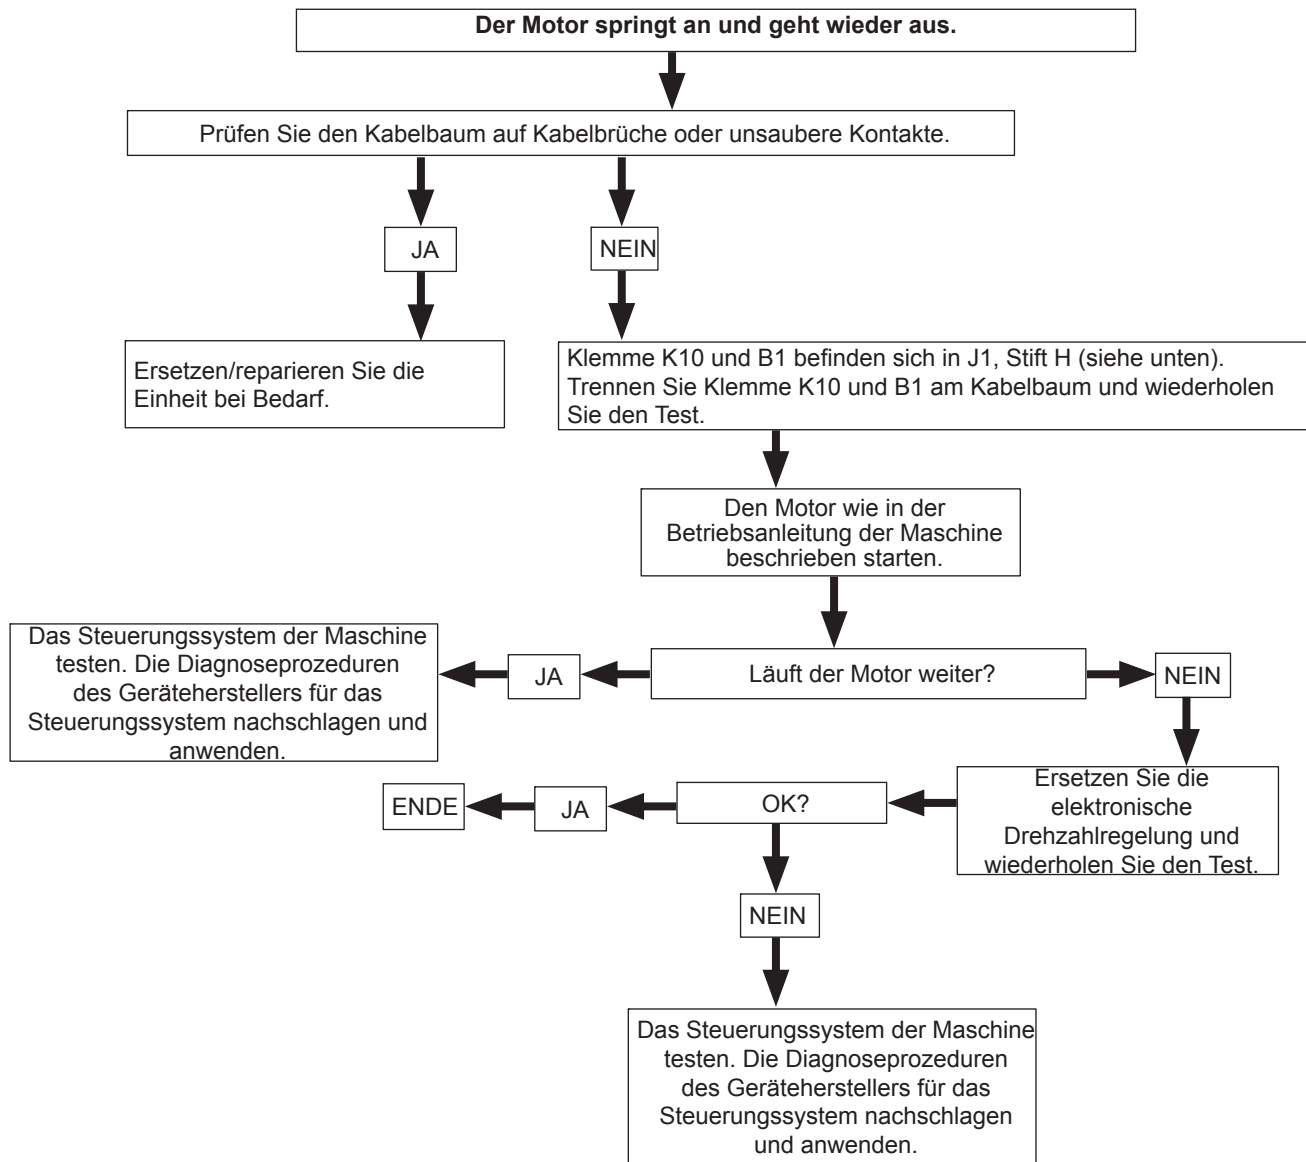 Der Motor springt an und geht wieder aus.
Prüfen Sie den Kabelbaum auf Kabelbrüche oder unsaubere Kontakte.
JA
NEIN
Ersetzen/reparieren Sie die
Einheit bei Bedarf.
Klemme K10 und B1 befinden sich in J1, Stift H (siehe unten).
Trennen Sie Klemme K10 und B1 am Kabelbaum und wiederholen
Sie den Test.
Den Motor wie in der
Betriebsanleitung der Maschine
beschrieben starten.
Das Steuerungssystem der Maschine
testen. Die Diagnoseprozeduren
des Geräteherstellers für das
Steuerungssystem nachschlagen und
anwenden.
JA
Läuft der Motor weiter?
NEIN
ENDE
JA
OK?
Ersetzen Sie die
elektronische
Drehzahlregelung und
wiederholen Sie den Test.
NEIN
Das Steuerungssystem der Maschine
testen. Die Diagnoseprozeduren
des Geräteherstellers für das
Steuerungssystem nachschlagen
und anwenden.